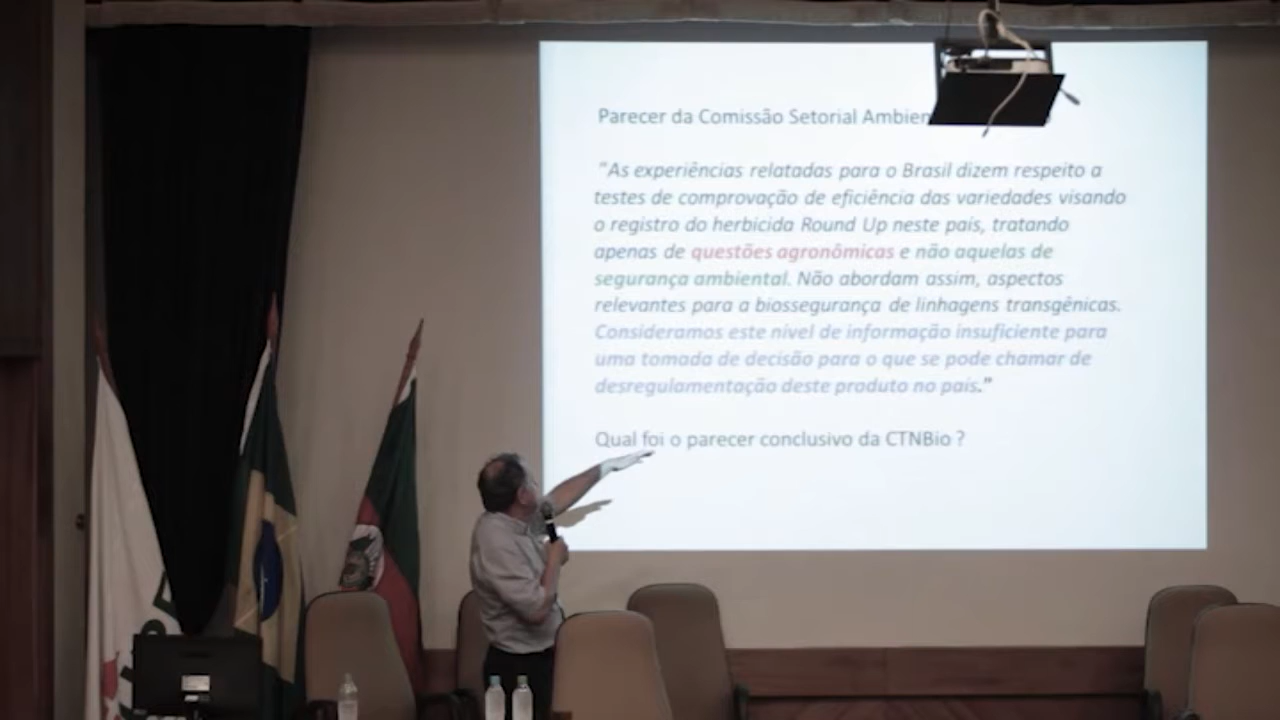 Parecer da Comissão Setorial
"As experiências relatadas para o Brasil dizem respeito a
testes de comprovação de eficiência das variedades visando
o registro do herbicida Round Up neste país, tratando
apenas de questões agronômicas e não aquelas de
segurança ambiental. Não abordam assim, aspectos
relevantes para a biossegurança de linhagens transgênicas.
Consideramos este nivel de informação insuficiente para
uma tomada de decisão para o que se pode chamar de
desregulamentação deste produto no país."
Qual foi o parecer conclusivo da CTNBio ?